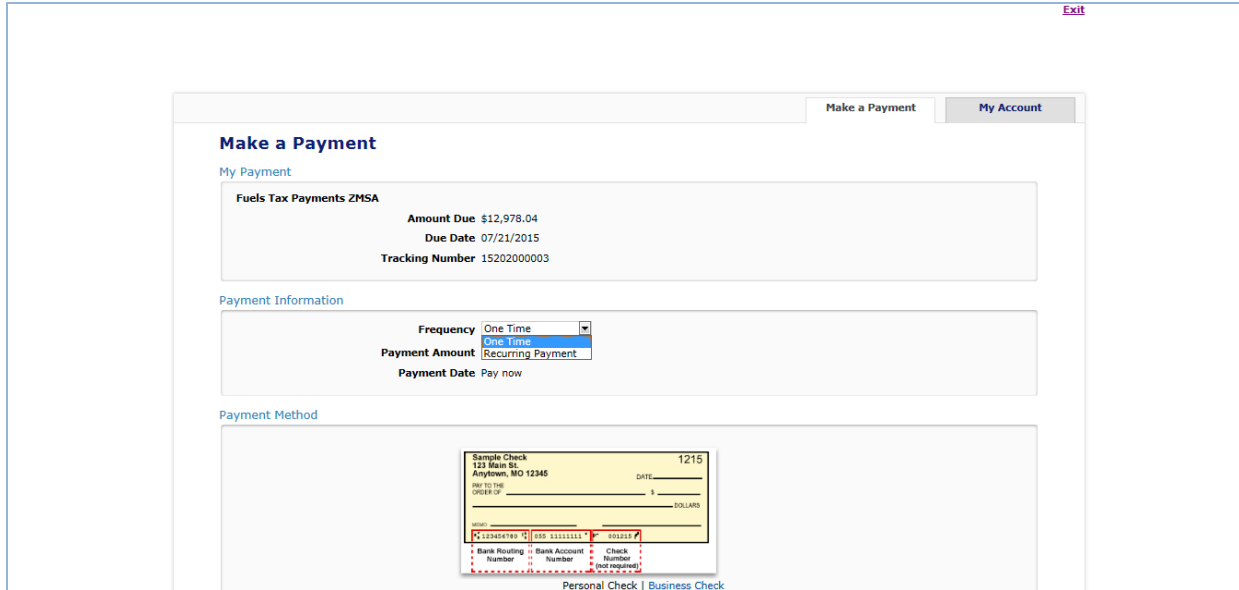 Exit
Make a Payment My Account
Make a Payment
My Payment
Fuels Tax Payments ZMSA
Amount Due $12,978.04
Due Date 07/21/2015
Tracking Number 15202000003
Payment Information
Frequency One Time
One Time
Payment Amount Recurring Payment
Payment Date Pay now
Payment Method
Sample Check 1215
123 Main St.
Anytown, MO 12345
DATE
PAY TO THE
ORDER OF $
DOLLARS
MEMO
123456780 055 11111111 001215
Bank Routing Number Bank Account Number Check Number (not required)
Personal Check | Business Check